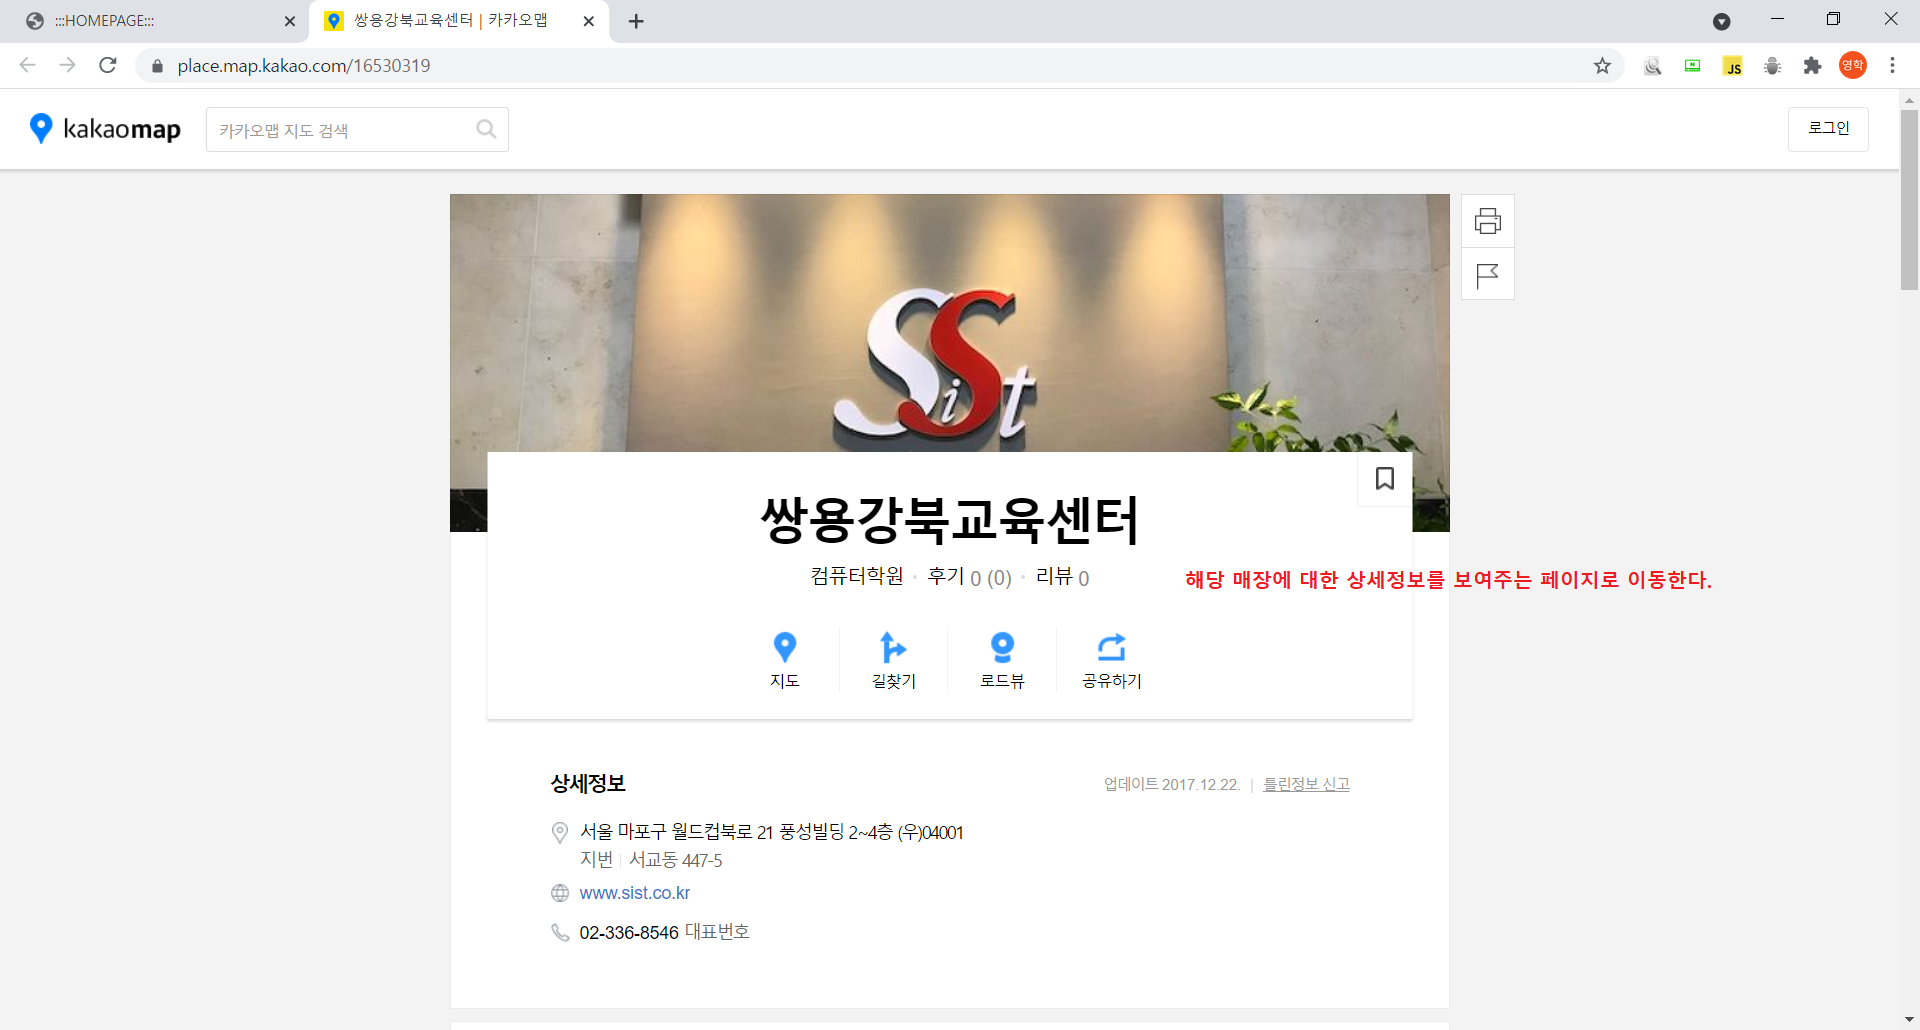 :::HOMEPAGE:::
쌍용강북교육센터 | 카카오맵
place.map.kakao.com/16530319
JS
영학
kakaomap
카카오맵 지도 검색
로그인
Sist
쌍용강북교육센터
컴퓨터학원 · 후기 0 (0) · 리뷰 0
해당 매장에 대한 상세정보를 보여주는 페이지로 이동한다.
지도
길찾기
로드뷰
공유하기
상세정보
업데이트 2017.12.22. | 틀린정보 신고
서울 마포구 월드컵북로 21 풍성빌딩 2~4층 (우)04001
지번 | 서교동 447-5
www.sist.co.kr
02-336-8546 대표번호